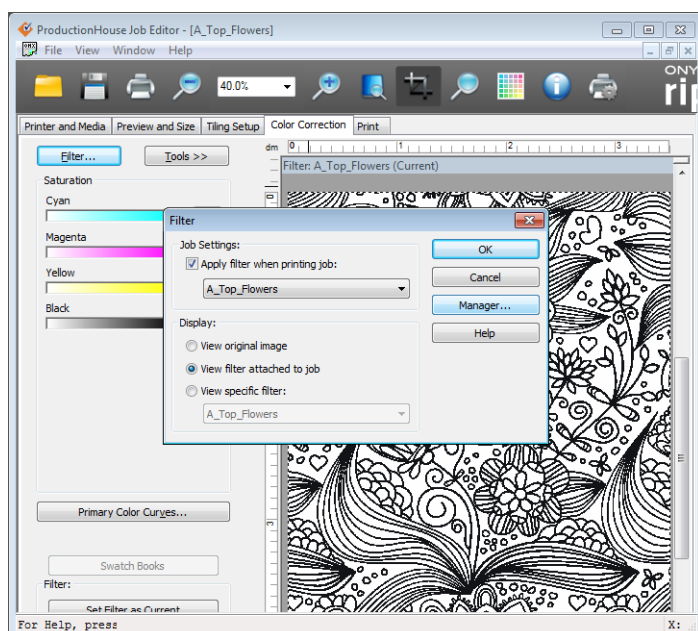 ProductionHouse Job Editor - [A_Top_Flowers]
File View Window Help
40.0%
ONY
rip
Printer and Media Preview and Size Tiling Setup Color Correction Print
Filter... Tools >>
dm 0 1 2 3
Filter: A_Top_Flowers (Current)
Saturation
Cyan
Magenta
Yellow
Black
Filter
Job Settings:
Apply filter when printing job:
A_Top_Flowers
Display:
View original image
View filter attached to job
View specific filter:
A_Top_Flowers
OK
Cancel
Manager...
Help
0
3
Primary Color Curves...
Swatch Books
Filter:
Set Filter as Current
For Help, press
X: